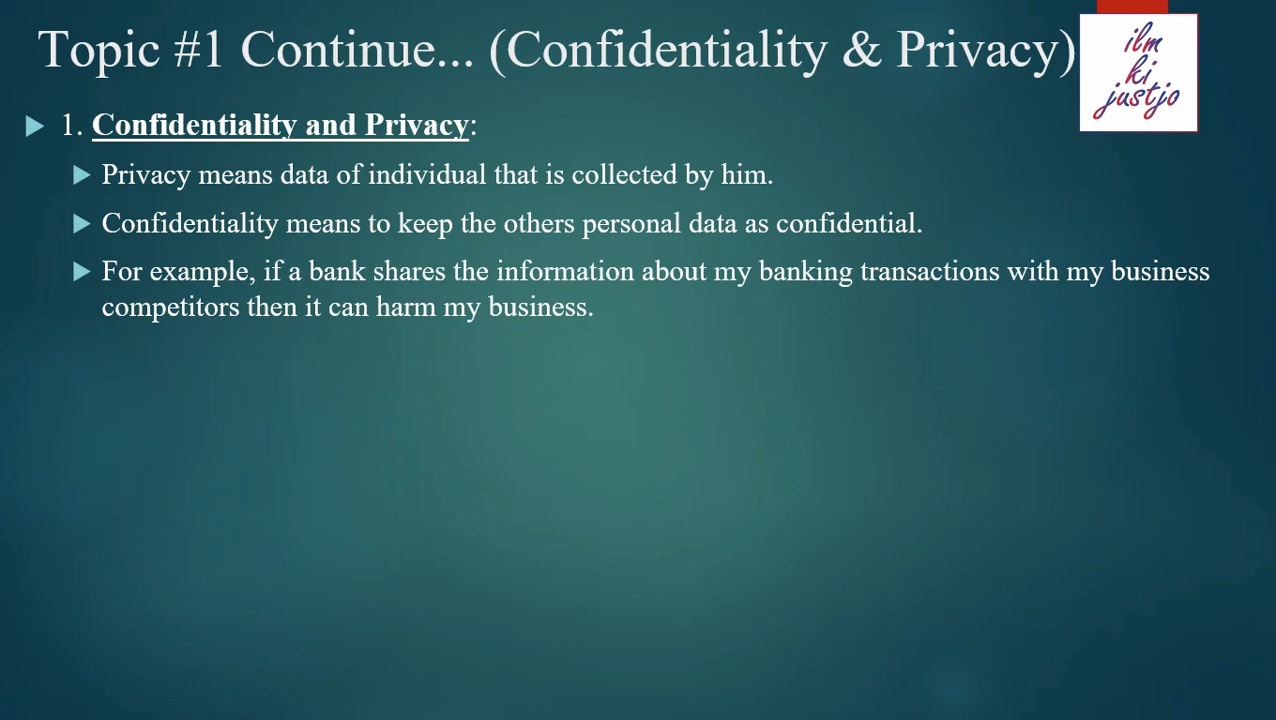 Topic #1 Continue... (Confidentiality & Privacy)
ilm
ki
justjo
1. Confidentiality and Privacy:
Privacy means data of individual that is collected by him.
Confidentiality means to keep the others personal data as confidential.
For example, if a bank shares the information about my banking transactions with my business
competitors then it can harm my business.